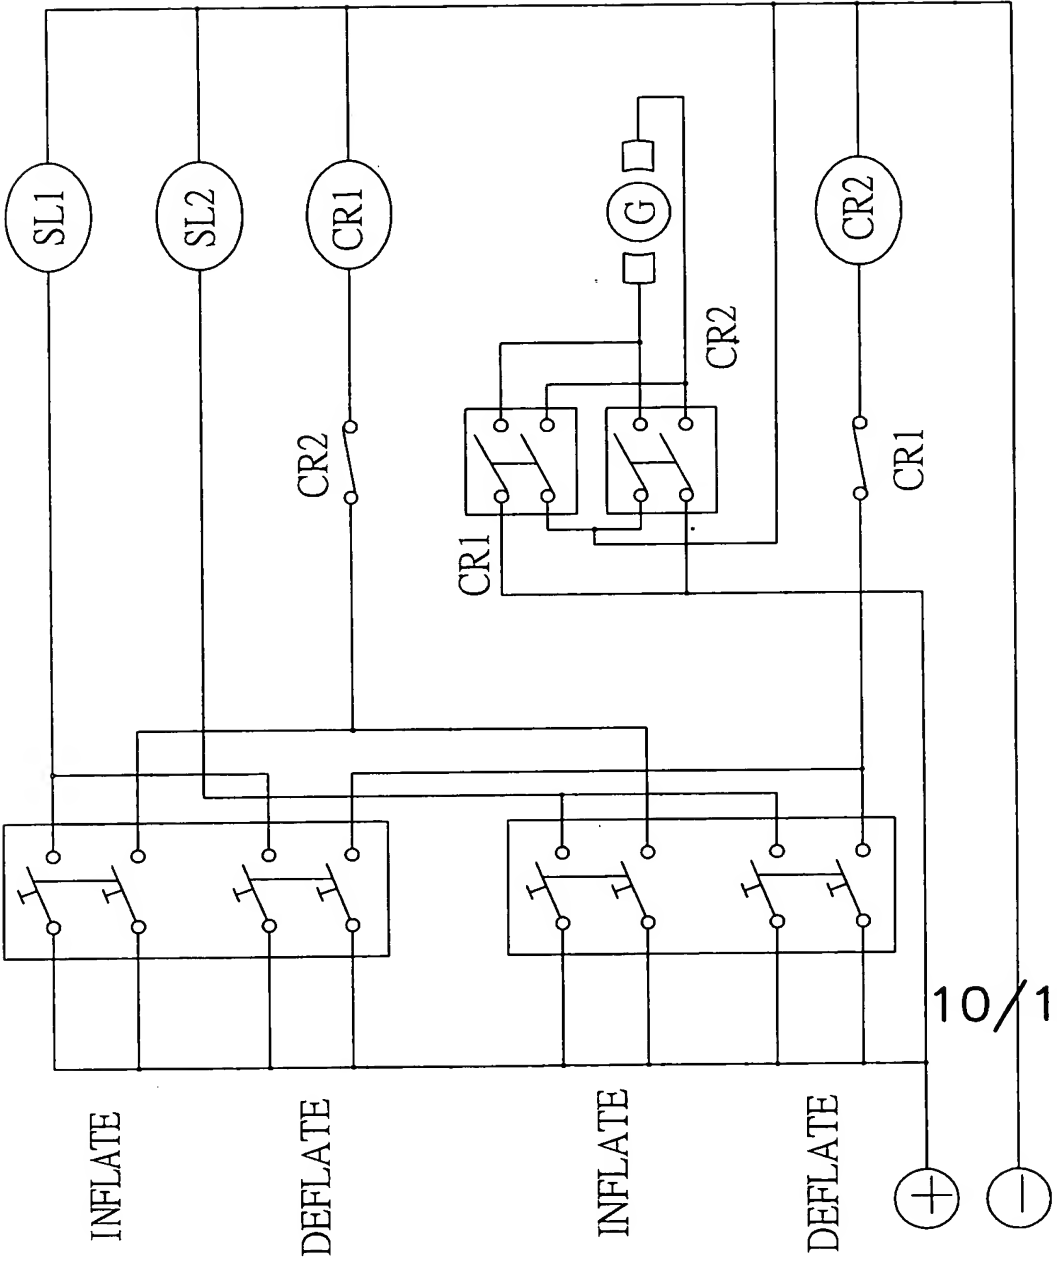 SL1
SL2
CR1
G
CR2
CR2
CR2
CR1
CR1
10/1
INFLATE
DEFLATE
INFLATE
DEFLATE
+
−